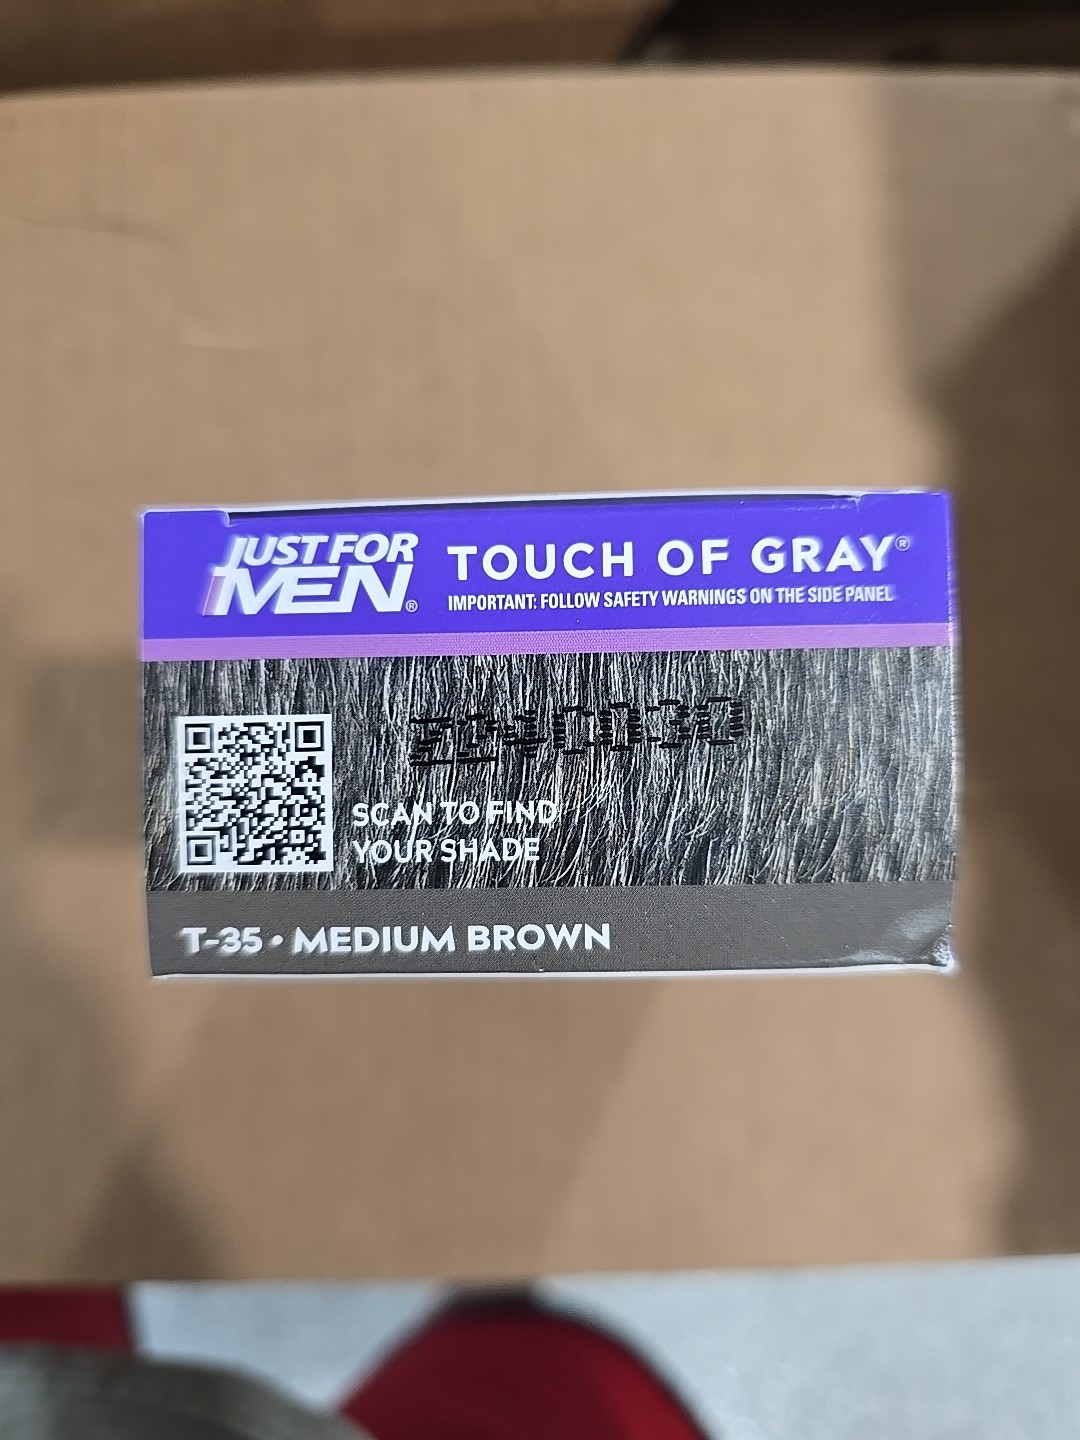 JUST FOR
MEN®
TOUCH OF GRAY®
IMPORTANT: FOLLOW SAFETY WARNINGS ON THE SIDE PANEL
SCAN TO FIND
YOUR SHADE
T-35 • MEDIUM BROWN